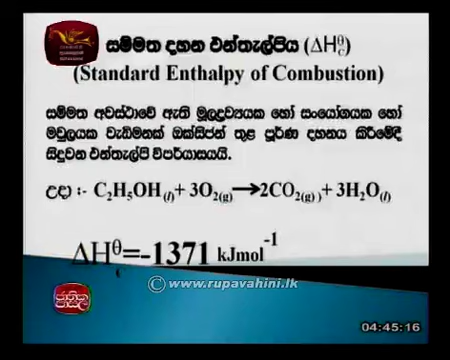 සම්මත දහන එන්තැල්පිය (ΔHθC)
(Standard Enthalpy of Combustion)
සම්මත අවස්ථාවේ ඇති මූලද්‍රව්‍යයක හෝ සංයෝගයක හෝ
මවුලයක වැඩිමනක් ඔක්සිජන් තුළ පූර්ණ දහනය කිරීමේදී
සිදුවන එන්තැල්පි විපර්යාසයයි.
උදා :- C₂H₅OH(l)+ 3O₂(g)→2CO₂(g))+ 3H₂O(l)
ΔHθc=-1371 kJmol⁻¹
©www.rupavahini.lk
04:45:16